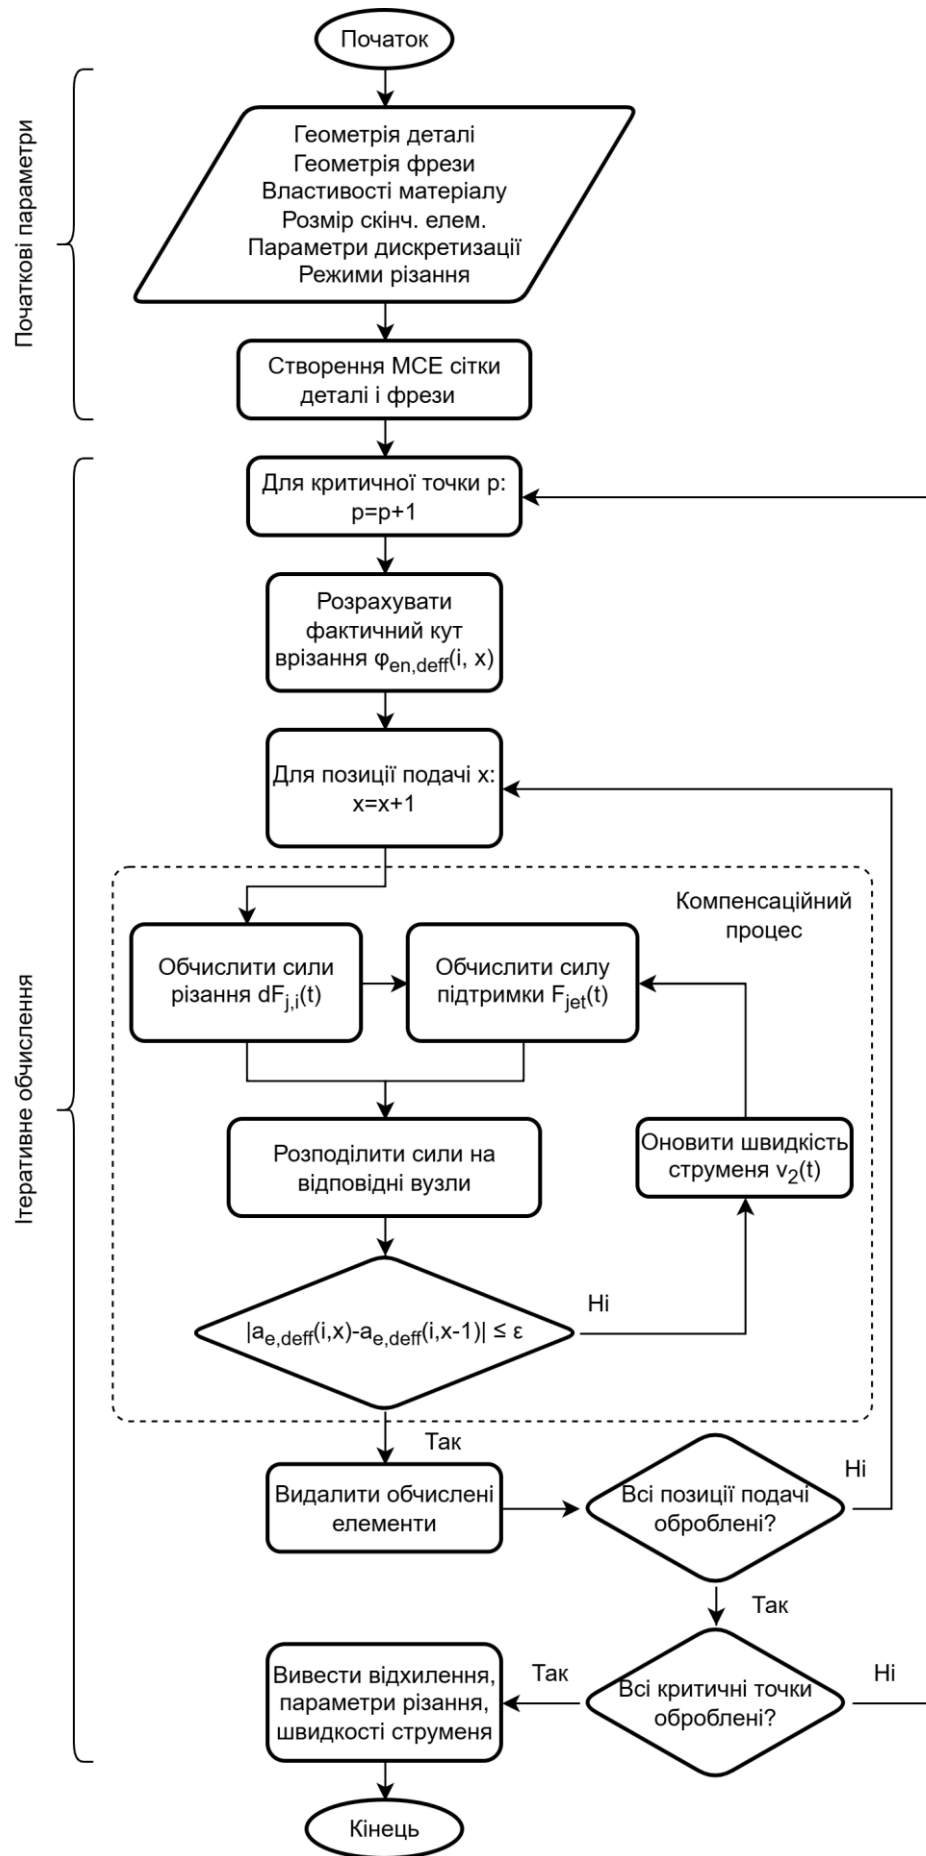 Початок
Початкові параметри
Геометрія деталі
Геометрія фрези
Властивості матеріалу
Розмір скінч. елем.
Параметри дискретизації
Режими різання
Створення МСЕ сітки
деталі і фрези
Ітеративне обчислення
Для критичної точки p:
p=p+1
Розрахувати
фактичний кут
врізання φen,deff(i, x)
Для позиції подачі x:
x=x+1
Компенсаційний
процес
Обчислити сили
різання dFj,i(t)
Обчислити силу
підтримки Fjet(t)
Розподілити сили на
відповідні вузли
Оновити швидкість
струменя v2(t)
|ae,deff(i,x)-ae,deff(i,x-1)| ≤ ε
Ні
Так
Видалити обчислені
елементи
Всі позиції подачі
оброблені?
Ні
Так
Вивести відхилення,
параметри різання,
швидкості струменя
Так
Всі критичні точки
оброблені?
Ні
Кінець